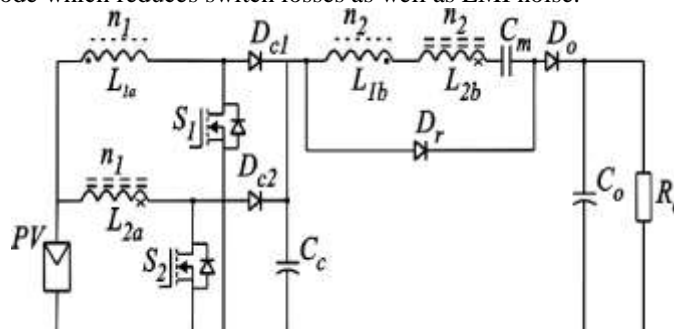 ode which reduces switch losses as well as EMI noise.
n1 Dc1 n2 n2 Cm Do
L1a L1b L2b
S1 Dr
n1 Dc2 Co R
L2a
PV S2 Cc